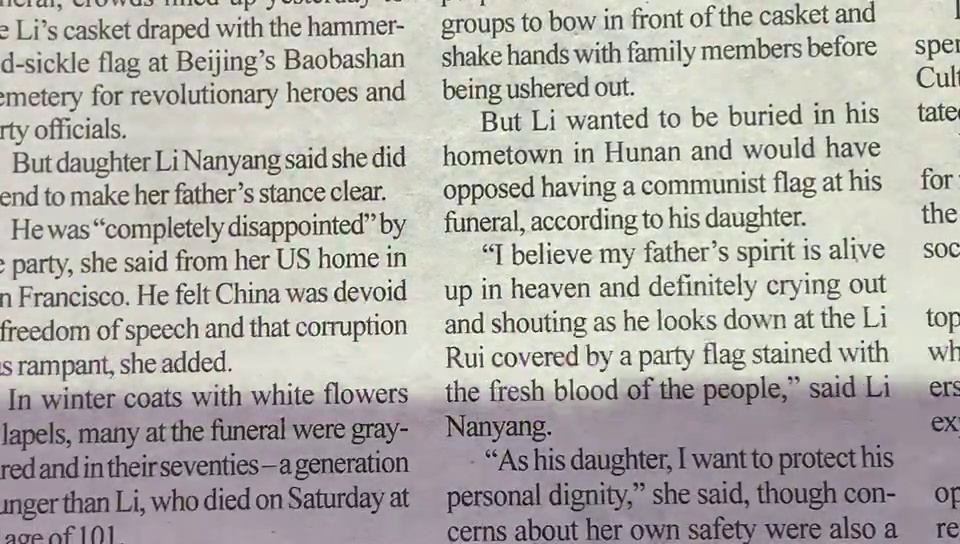 Li's casket draped with the hammer-
d-sickle flag at Beijing's Baobashan
emetery for revolutionary heroes and
rty officials.
But daughter Li Nanyang said she did
end to make her father's stance clear.
He was "completely disappointed" by
e party, she said from her US home in
n Francisco. He felt China was devoid
freedom of speech and that corruption
s rampant, she added.
In winter coats with white flowers
lapels, many at the funeral were gray-
red and in their seventies–a generation
unger than Li, who died on Saturday at
age of 101.
groups to bow in front of the casket and
shake hands with family members before
being ushered out.
But Li wanted to be buried in his
hometown in Hunan and would have
opposed having a communist flag at his
funeral, according to his daughter.
"I believe my father's spirit is alive
up in heaven and definitely crying out
and shouting as he looks down at the Li
Rui covered by a party flag stained with
the fresh blood of the people," said Li
Nanyang.
"As his daughter, I want to protect his
personal dignity," she said, though con-
cerns about her own safety were also a
spe
Cult
tate
for
the
soc
top
wh
ers
ex
op
re